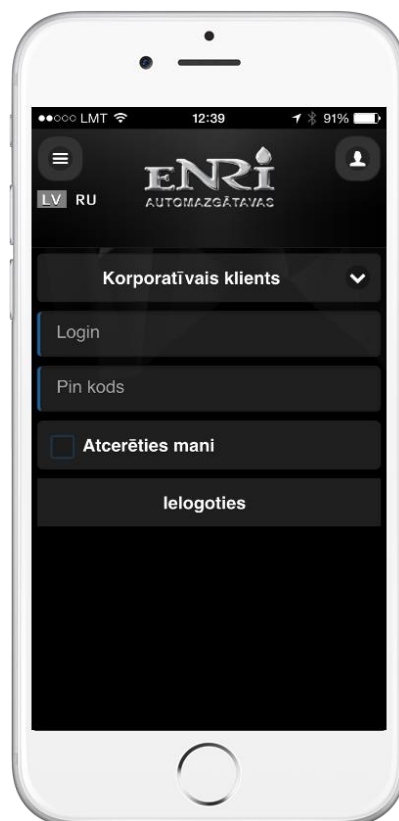 LMT 12:39 91%
ENRI
AUTOMAZGĀTAVAS
LV RU
Korporatīvais klients
Login
Pin kods
Atcerēties mani
Ielogoties